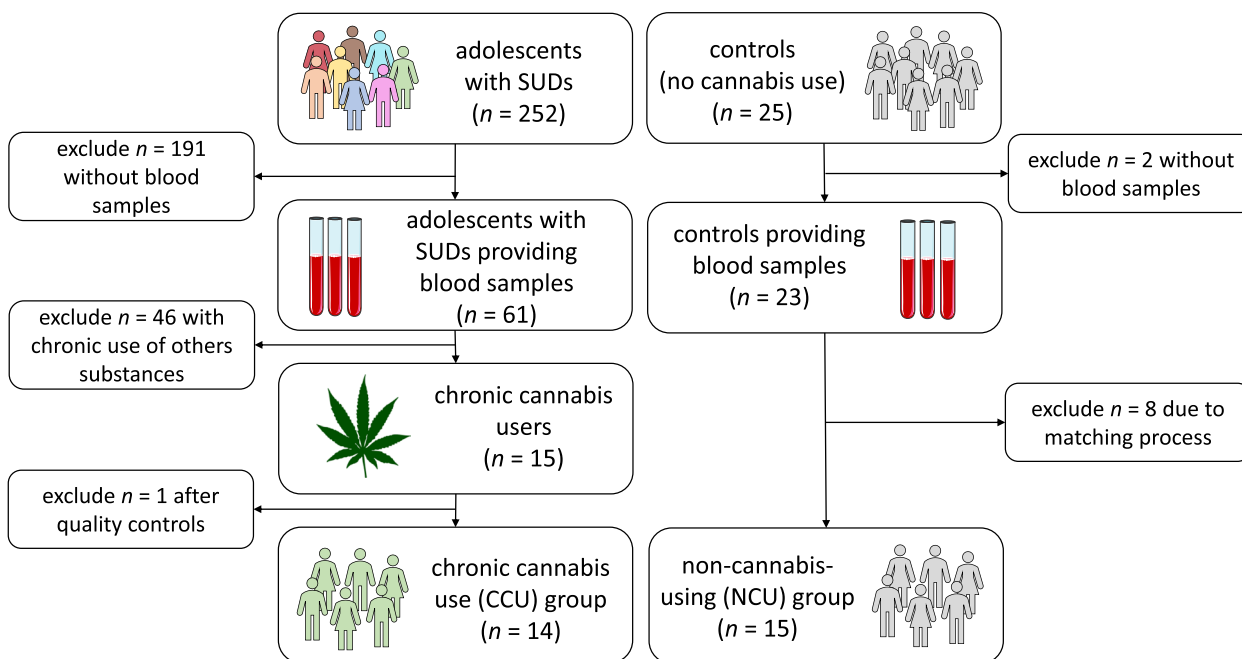 adolescents
with SUDs
(n = 252)
controls
(no cannabis use)
(n = 25)
exclude n = 191
without blood
samples
exclude n = 2 without
blood samples
adolescents with
SUDs providing
blood samples
(n = 61)
controls providing
blood samples
(n = 23)
exclude n = 46 with
chronic use of others
substances
chronic cannabis
users
(n = 15)
exclude n = 8 due to
matching process
exclude n = 1 after
quality controls
chronic cannabis
use (CCU) group
(n = 14)
non-cannabis-
using (NCU) group
(n = 15)